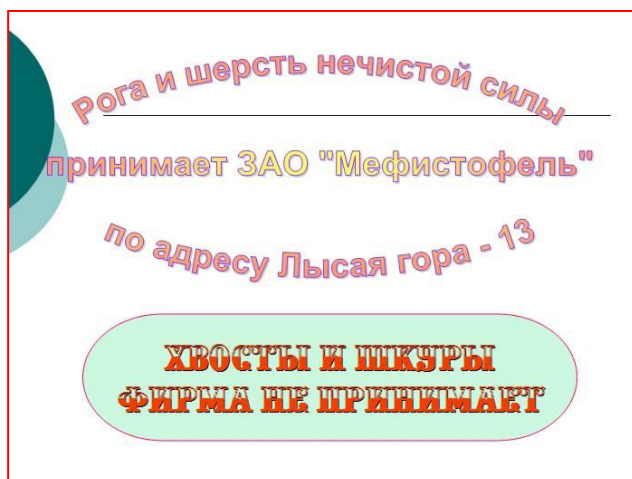 Рога и шерсть нечистой силы
принимает ЗАО "Мефистофель"
по адресу Лысая гора - 13
ХВОСТЫ И ШКУРЫ
ФИРМА НЕ ПРИНИМАЕТ